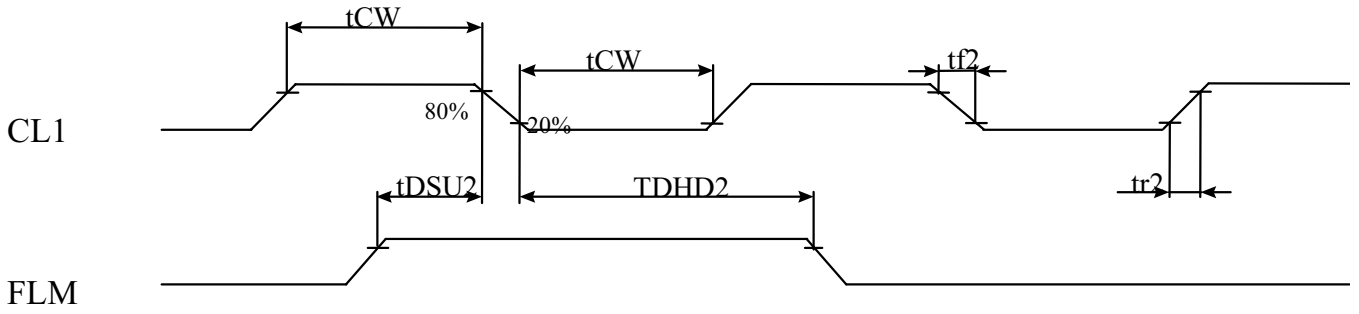 tCW
tCW
tf2
80%
20%
CL1
tDSU2
TDHD2
tr2
FLM